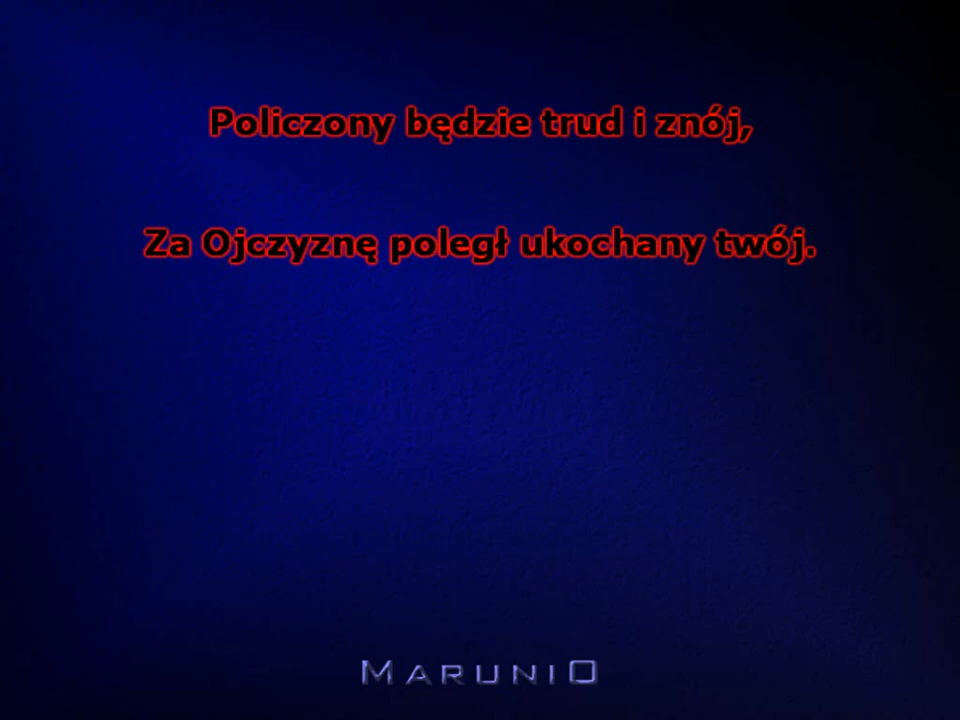 Policzony będzie trud i znój,
Za Ojczyznę poległ ukochany twój.
MARUNIO